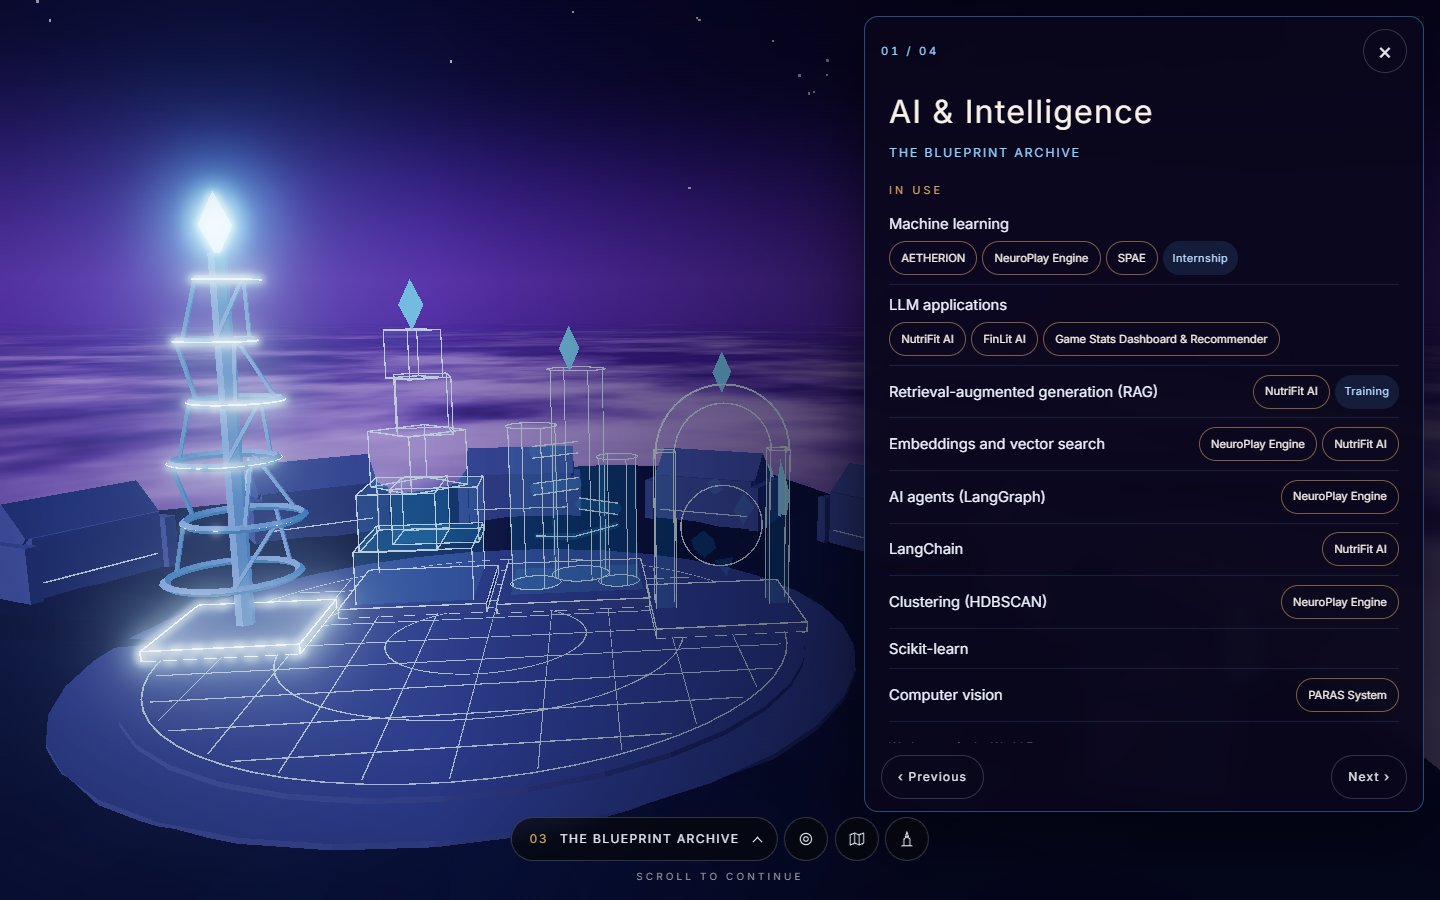 01 / 04
×
AI & Intelligence
THE BLUEPRINT ARCHIVE
IN USE
Machine learning
AETHERION NeuroPlay Engine SPAE Internship
LLM applications
NutriFit AI FinLit AI Game Stats Dashboard & Recommender
Retrieval-augmented generation (RAG) NutriFit AI Training
Embeddings and vector search NeuroPlay Engine NutriFit AI
AI agents (LangGraph) NeuroPlay Engine
LangChain NutriFit AI
Clustering (HDBSCAN) NeuroPlay Engine
Scikit-learn
Computer vision PARAS System
‹ Previous Next ›
03 THE BLUEPRINT ARCHIVE
SCROLL TO CONTINUE